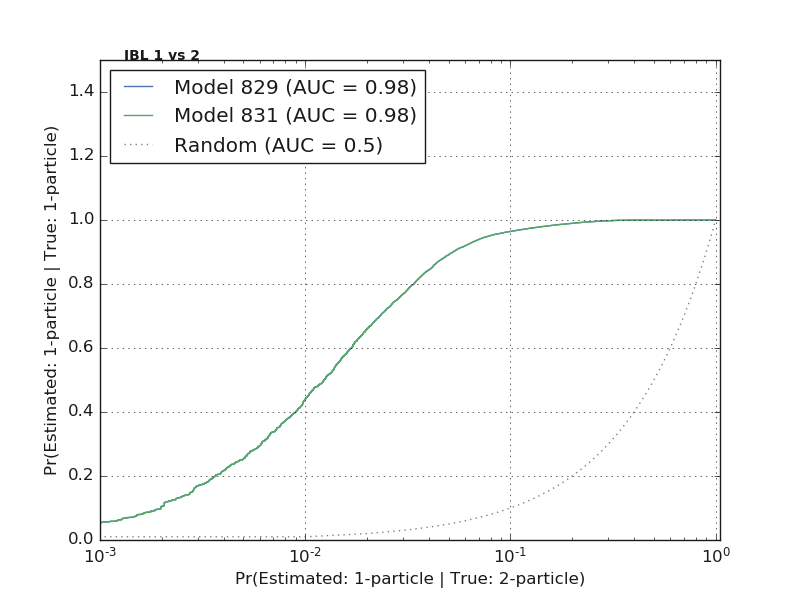 IBL 1 vs 2
Model 829 (AUC = 0.98)
Model 831 (AUC = 0.98)
Random (AUC = 0.5)
Pr(Estimated: 1-particle | True: 1-particle)
1.4
1.2
1.0
0.8
0.6
0.4
0.2
0.0
10⁻³ 10⁻² 10⁻¹ 10⁰
Pr(Estimated: 1-particle | True: 2-particle)